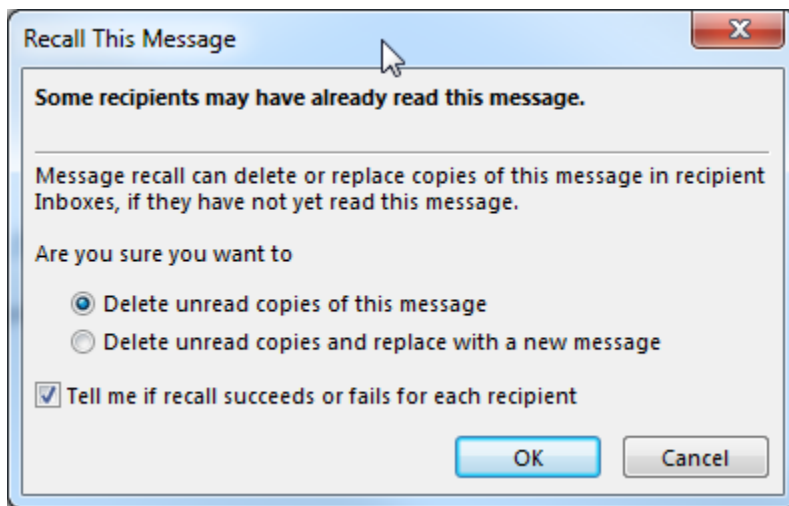 Recall This Message
Some recipients may have already read this message.
Message recall can delete or replace copies of this message in recipient
Inboxes, if they have not yet read this message.
Are you sure you want to
Delete unread copies of this message
Delete unread copies and replace with a new message
Tell me if recall succeeds or fails for each recipient
OK Cancel